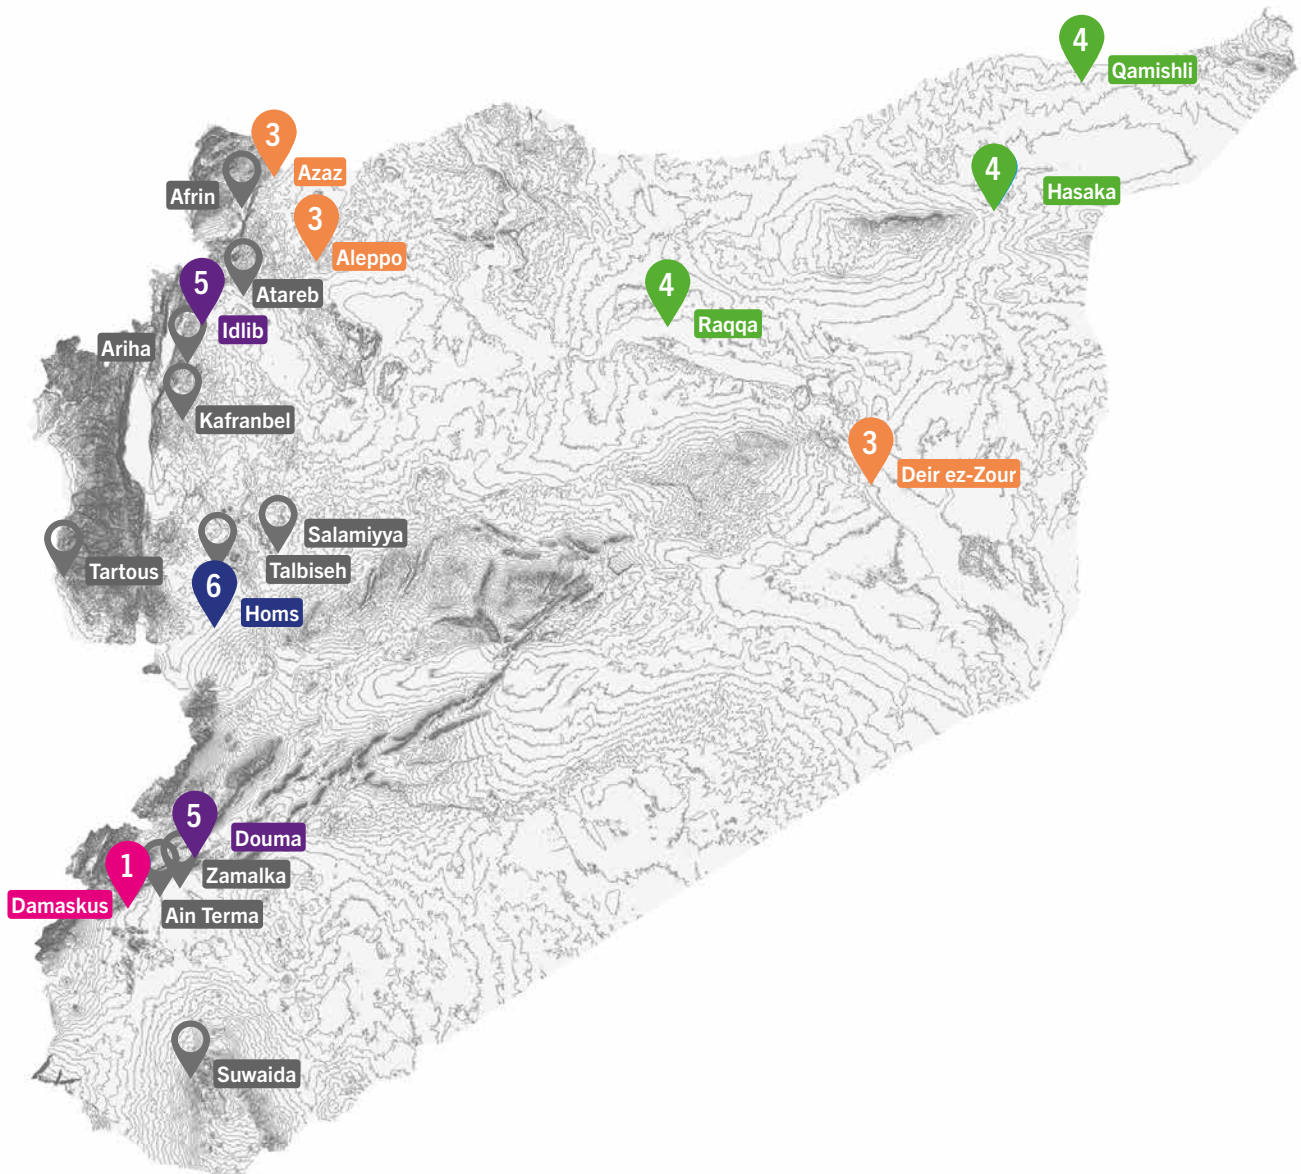 4
Qamishli
3
Azaz
Afrin
4
Hasaka
3
Aleppo
Atareb
5
Idlib
Ariha
4
Raqqa
Kafranbel
3
Deir ez-Zour
Salamiyya
Talbiseh
Tartous
6
Homs
5
Douma
Zamalka
1
Damaskus
Ain Terma
Suwaida